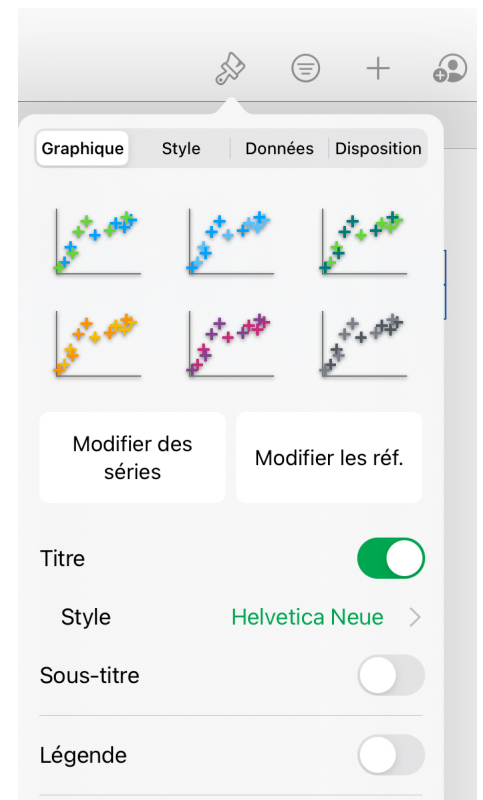 Graphique Style Données Disposition
Modifier des
séries
Modifier les réf.
Titre
Style Helvetica Neue
Sous-titre
Légende